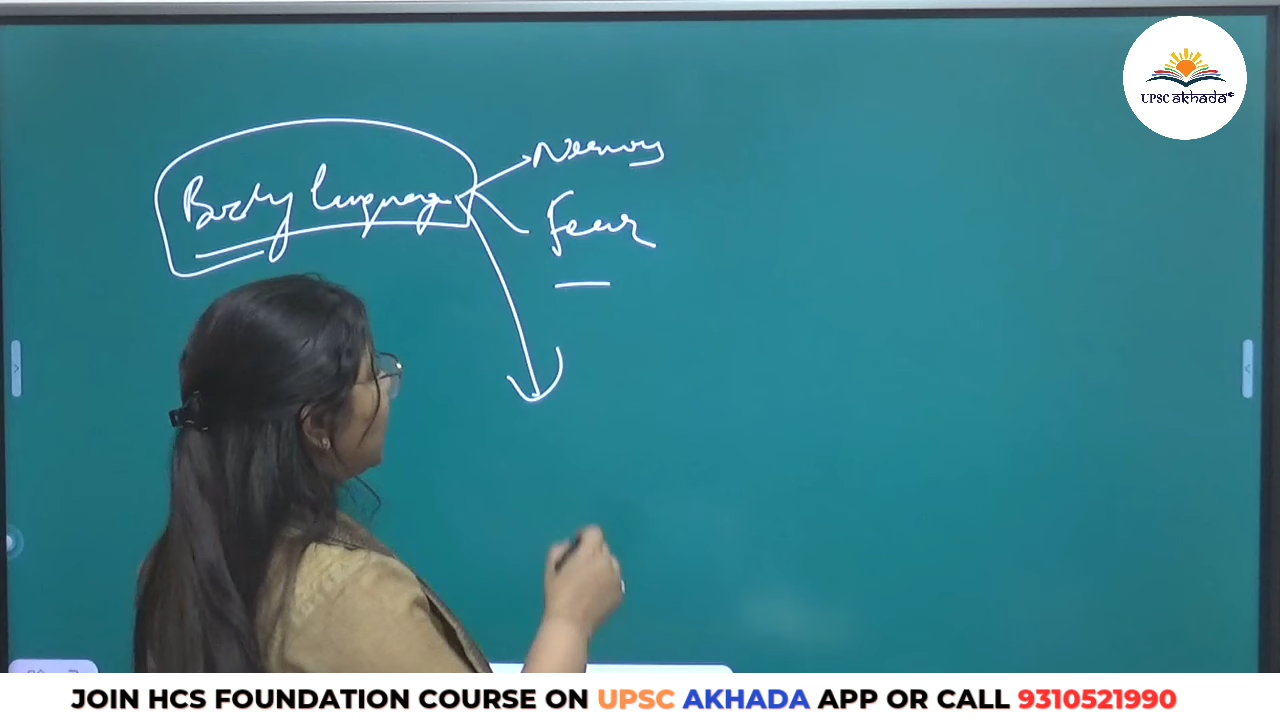 UPSC akhada
Body language
Nervous
Fear
JOIN HCS FOUNDATION COURSE ON UPSC AKHADA APP OR CALL 9310521990